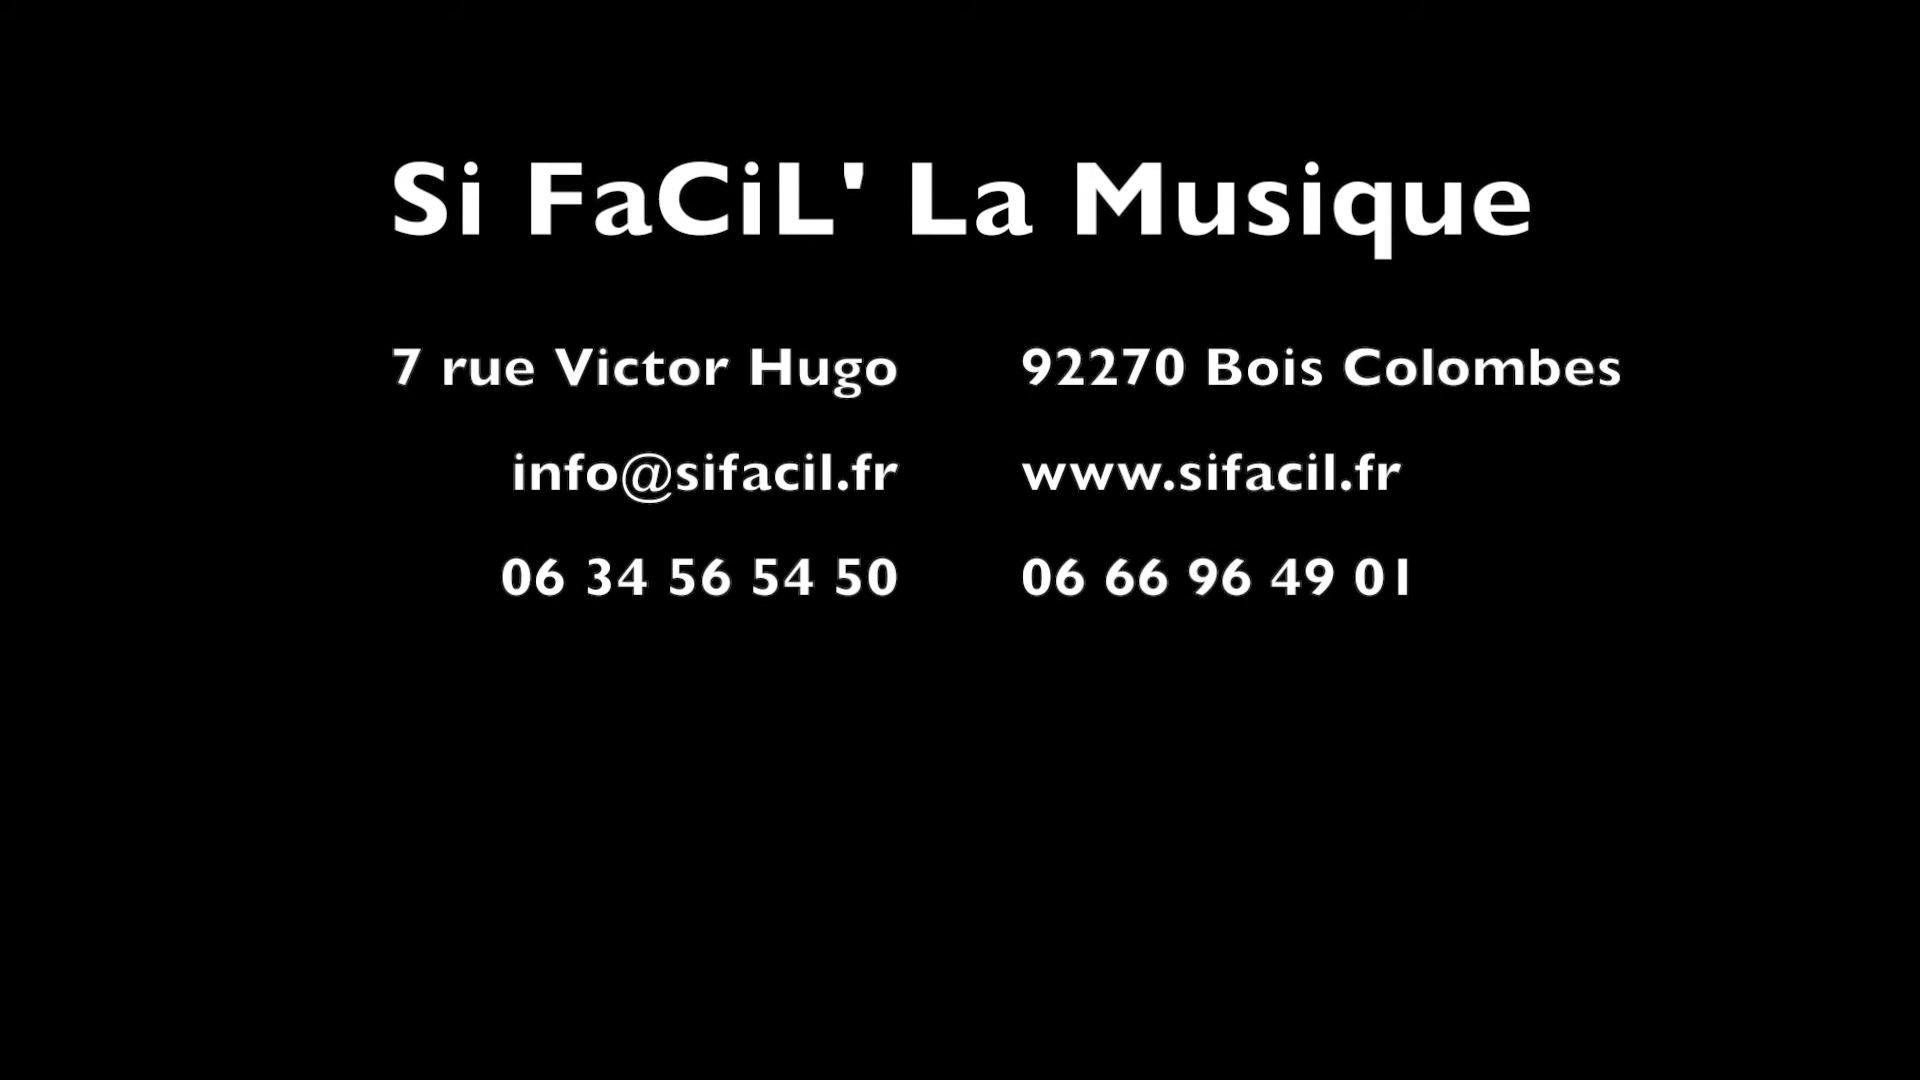 Si FaCiL' La Musique
7 rue Victor Hugo 92270 Bois Colombes
info@sifacil.fr www.sifacil.fr
06 34 56 54 50 06 66 96 49 01